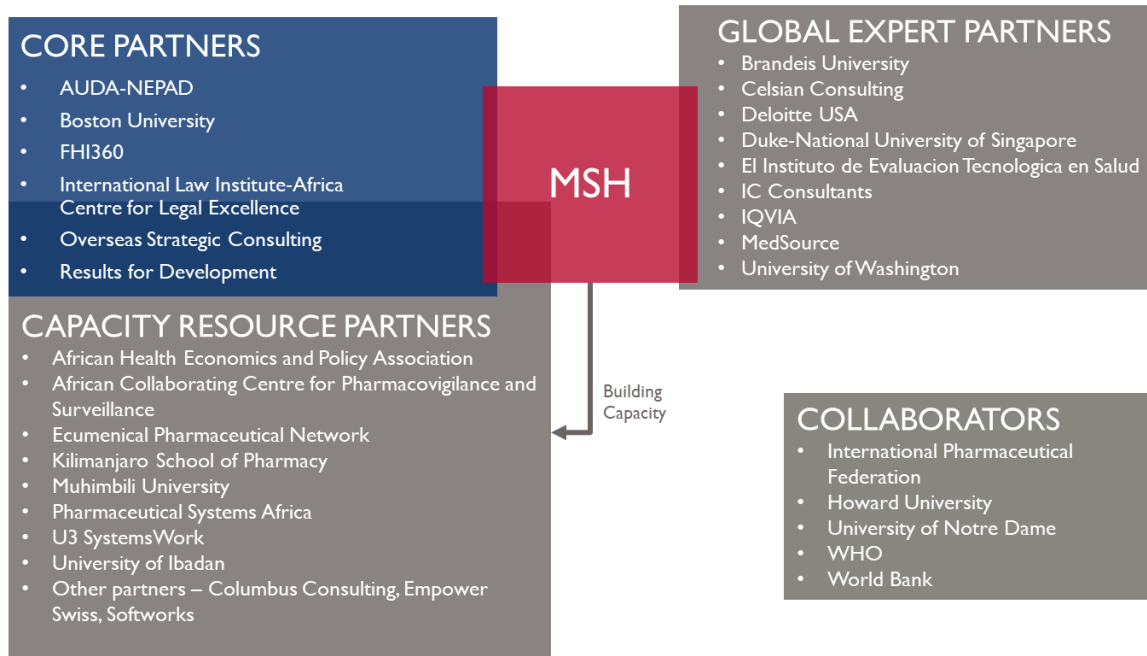 CORE PARTNERS
• AUDA-NEPAD
• Boston University
• FHI360
• International Law Institute-Africa
Centre for Legal Excellence
• Overseas Strategic Consulting
• Results for Development
MSH
GLOBAL EXPERT PARTNERS
• Brandeis University
• Celsian Consulting
• Deloitte USA
• Duke-National University of Singapore
• El Instituto de Evaluacion Tecnologica en Salud
• IC Consultants
• IQVIA
• MedSource
• University of Washington
CAPACITY RESOURCE PARTNERS
• African Health Economics and Policy Association
• African Collaborating Centre for Pharmacovigilance and
Surveillance
• Ecumenical Pharmaceutical Network
• Kilimanjaro School of Pharmacy
• Muhimbili University
• Pharmaceutical Systems Africa
• U3 SystemsWork
• University of Ibadan
• Other partners – Columbus Consulting, Empower
Swiss, Softworks
Building
Capacity
COLLABORATORS
• International Pharmaceutical
Federation
• Howard University
• University of Notre Dame
• WHO
• World Bank